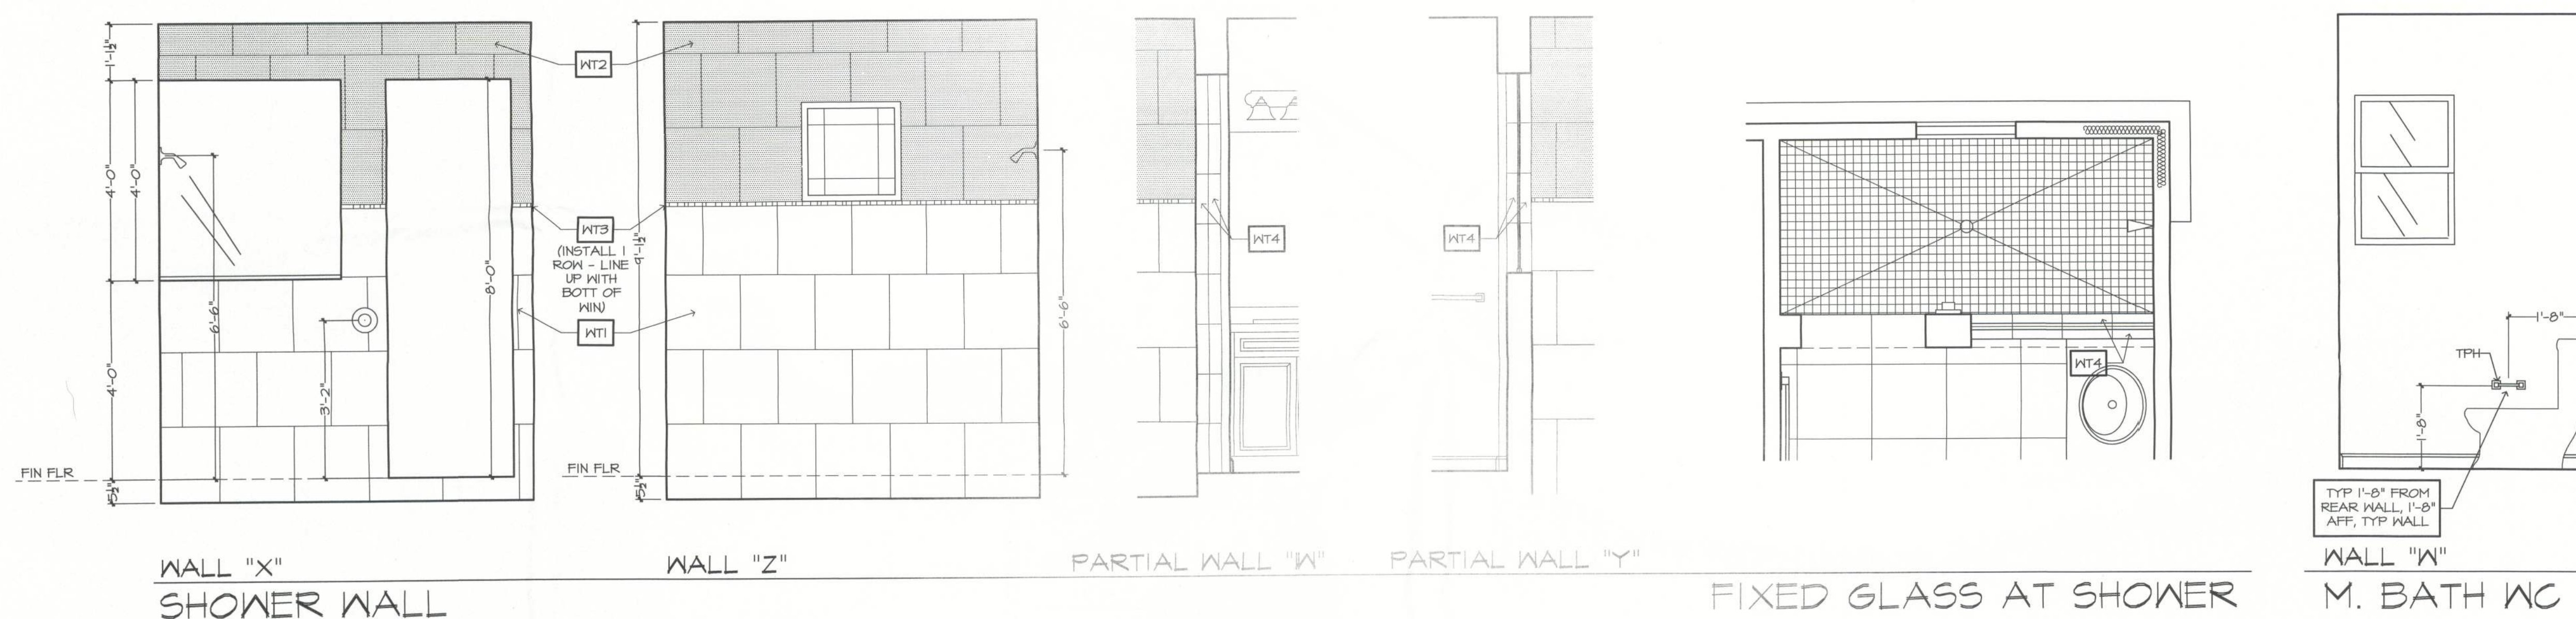 1'-1½"
4'-0"
4'-0"
4'-0"
6'-6"
3'-2"
8'-0"
FIN FLR
5½"
WT2
WT3
(INSTALL 1
ROW - LINE
UP WITH
BOTT OF
WIN)
WT1
9'-1½"
FIN FLR
5½"
6'-6"
WT4
WT4
WT4
1'-8"
TPH
1'-8"
TYP 1'-8" FROM
REAR WALL, 1'-8"
AFF, TYP WALL
WALL "X"
WALL "Z"
PARTIAL WALL "W"
PARTIAL WALL "Y"
WALL "W"
SHOWER WALL
FIXED GLASS AT SHOWER
M. BATH WC